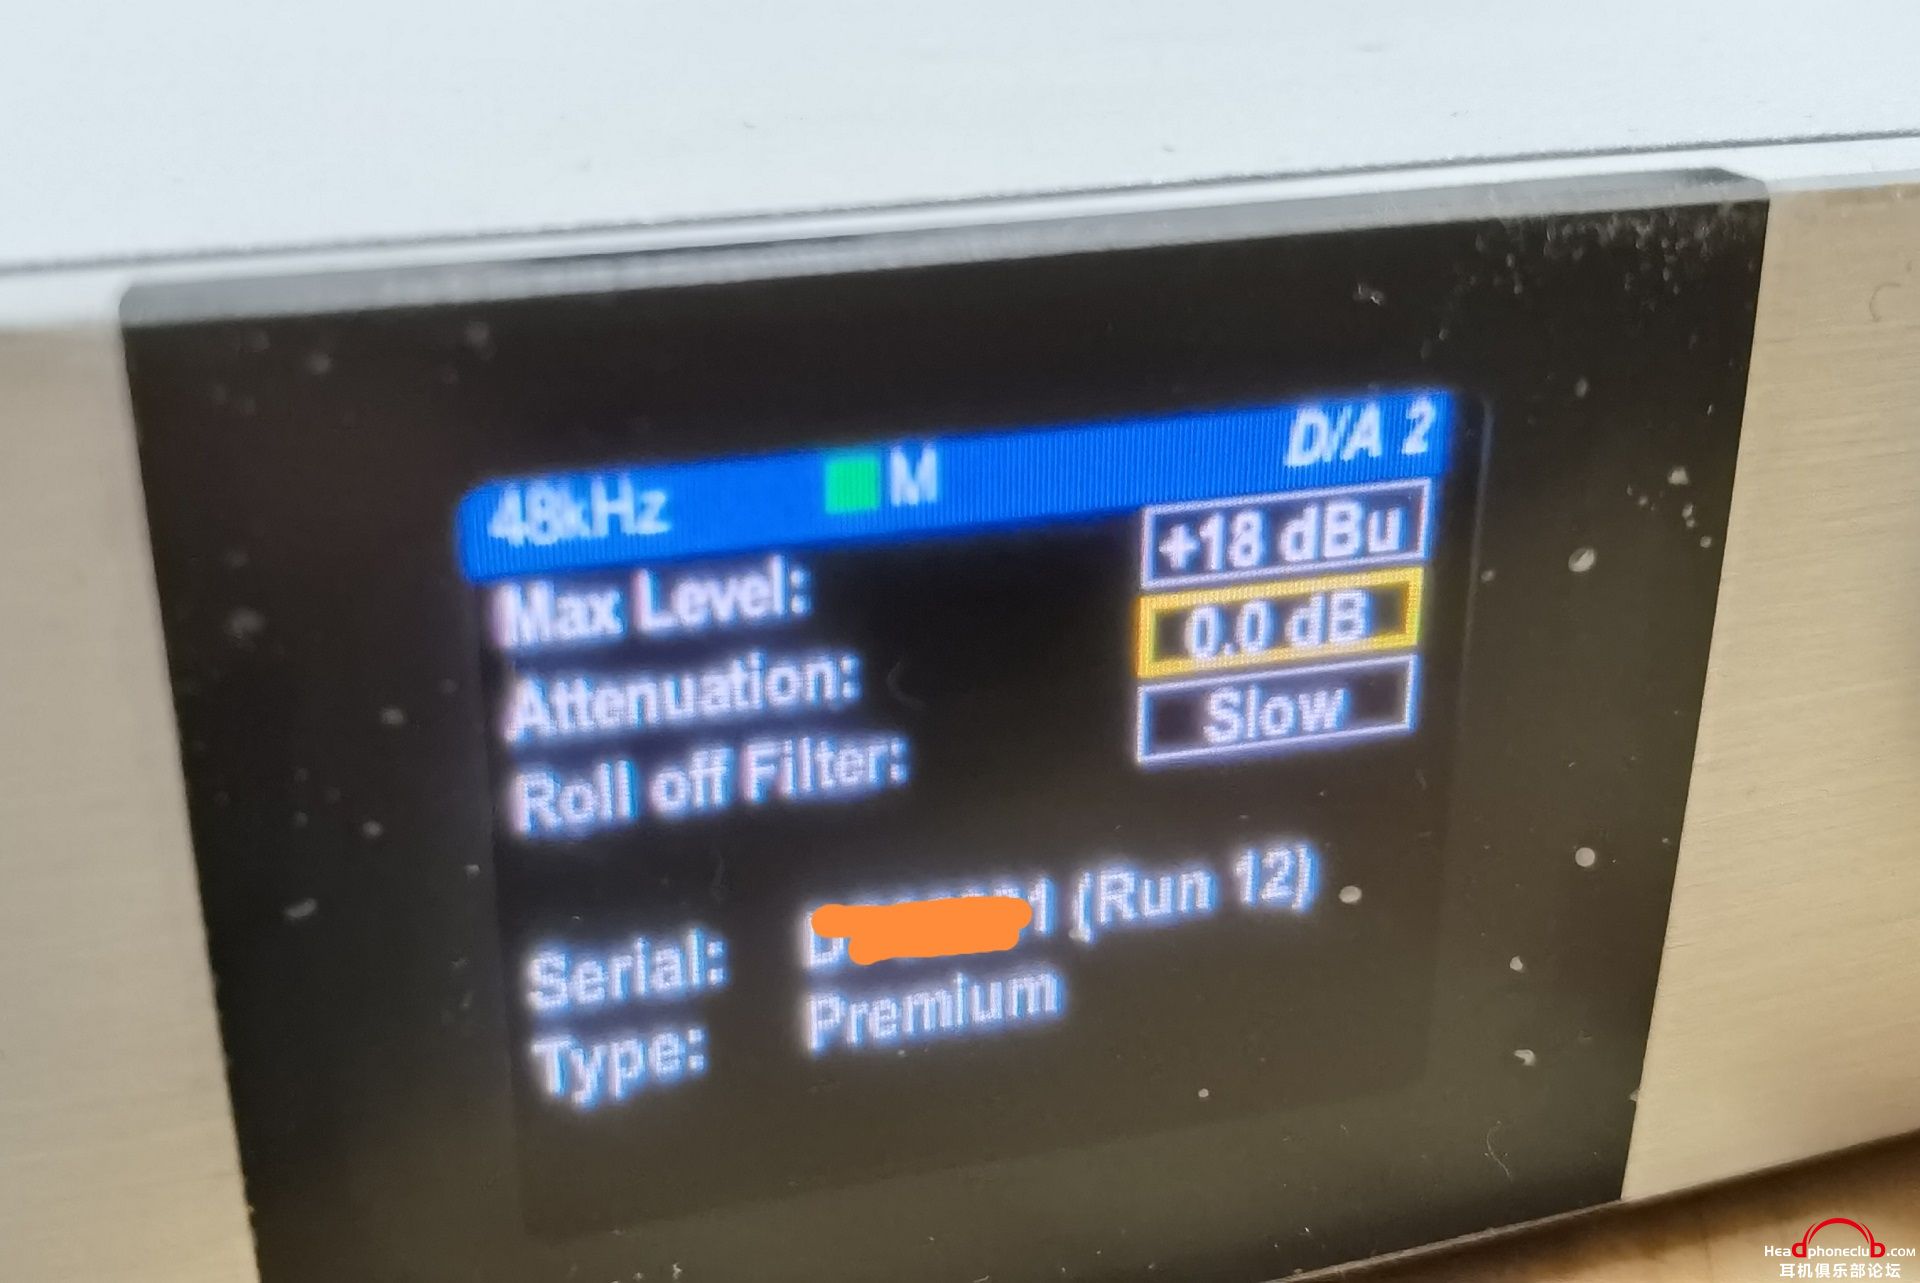 48kHz M D/A 2
Max Level: +18 dBu
Attenuation: 0.0 dB
Roll off Filter: Slow
Serial: (Run 12)
Type: Premium
Headphoneclub.com
耳机俱乐部论坛